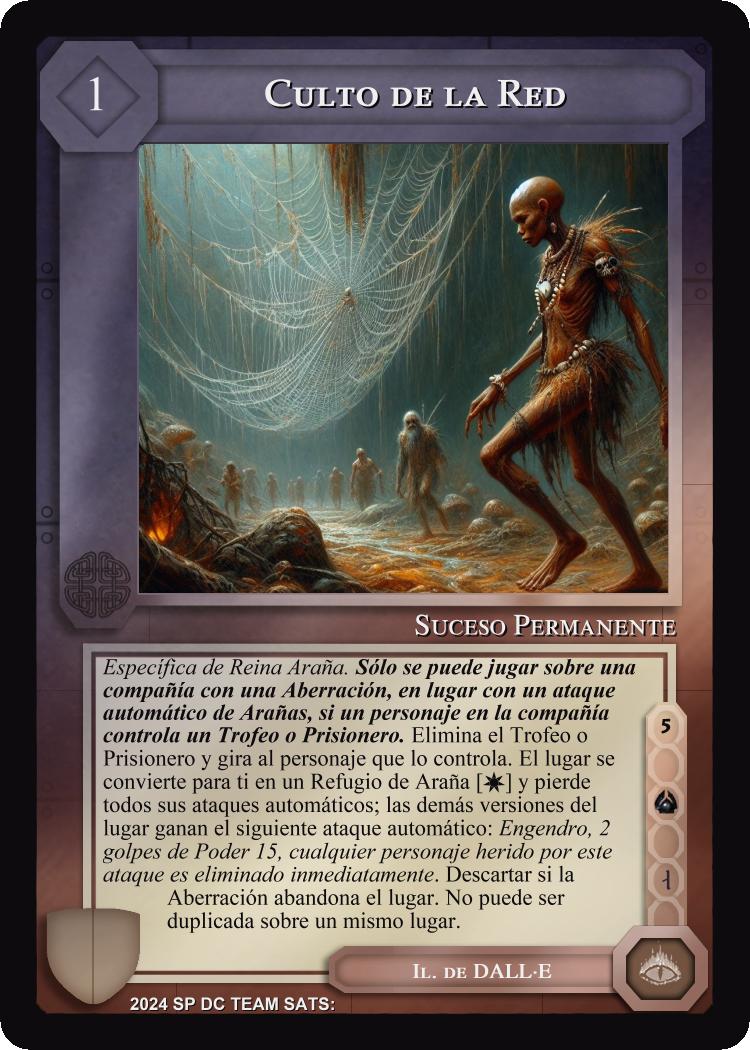 1
Culto de la Red
Suceso Permanente
Específica de Reina Araña. Sólo se puede jugar sobre una
compañía con una Aberración, en lugar con un ataque
automático de Arañas, si un personaje en la compañía
controla un Trofeo o Prisionero. Elimina el Trofeo o
Prisionero y gira al personaje que lo controla. El lugar se
convierte para ti en un Refugio de Araña [✷] y pierde
todos sus ataques automáticos; las demás versiones del
lugar ganan el siguiente ataque automático: Engendro, 2
golpes de Poder 15, cualquier personaje herido por este
ataque es eliminado inmediatamente. Descartar si la
Aberración abandona el lugar. No puede ser
duplicada sobre un mismo lugar.
5
Il. de DALL·E
2024 SP DC TEAM SATS: